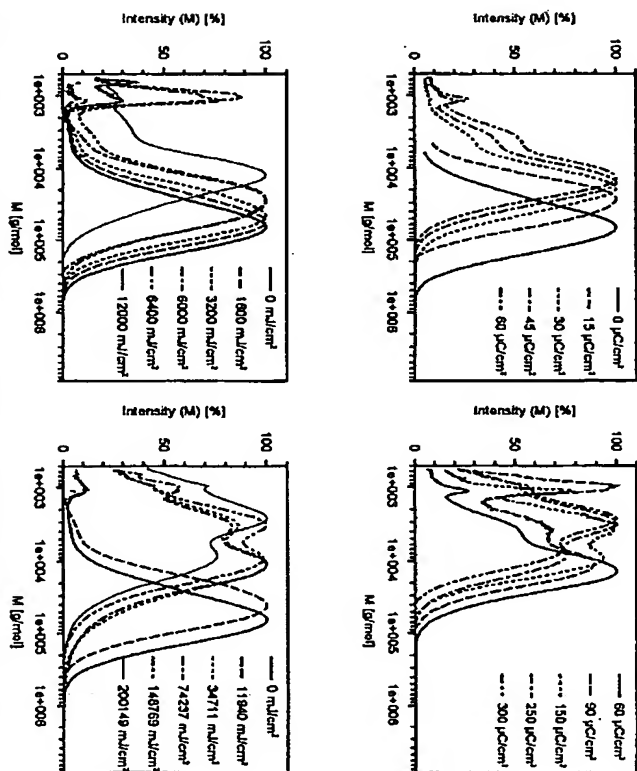 Intensity (M) [%]
0
50
100
1e+003
1e+004
1e+005
1e+006
M [g/mol]
0 mJ/cm²
1600 mJ/cm²
3200 mJ/cm²
6000 mJ/cm²
6400 mJ/cm²
12000 mJ/cm²
Intensity (M) [%]
0
50
100
1e+003
1e+004
1e+005
1e+006
M [g/mol]
0 µC/cm²
15 µC/cm²
30 µC/cm²
45 µC/cm²
60 µC/cm²
Intensity (M) [%]
0
50
100
1e+003
1e+004
1e+005
1e+006
M [g/mol]
0 mJ/cm²
11840 mJ/cm²
34711 mJ/cm²
74237 mJ/cm²
148769 mJ/cm²
200149 mJ/cm²
Intensity (M) [%]
0
50
100
1e+003
1e+004
1e+005
1e+006
M [g/mol]
60 µC/cm²
90 µC/cm²
150 µC/cm²
250 µC/cm²
300 µC/cm²